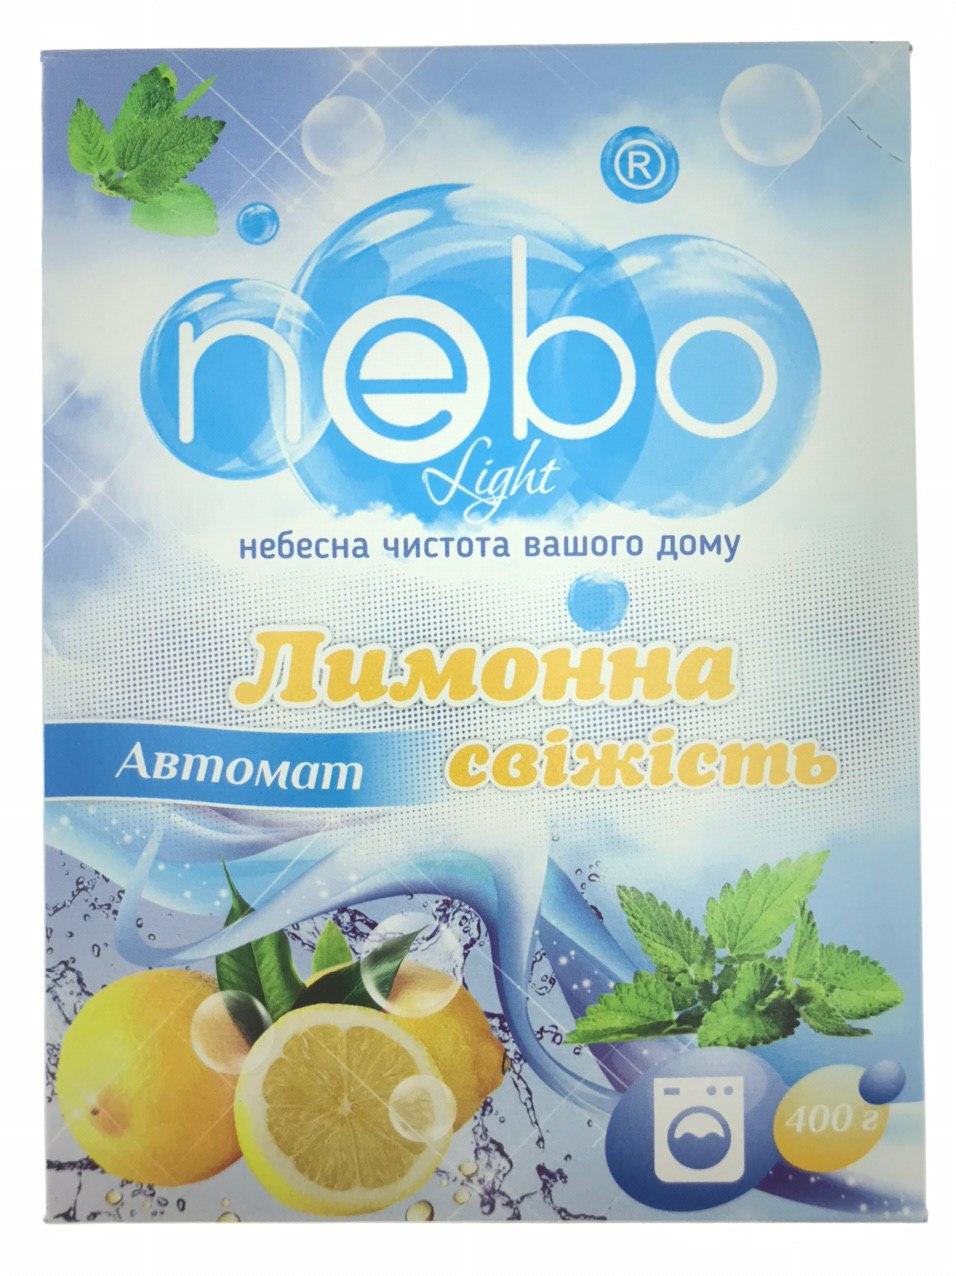 ®
nebo
Light
небесна чистота вашого дому
Лимонна
свіжість
Автомат
400 г